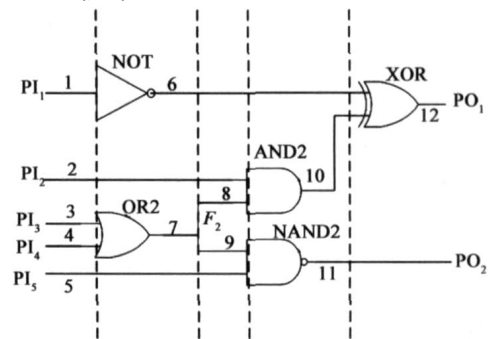 NOT
XOR
PI1
1
6
12
PO1
AND2
PI2
2
10
8
OR2
PI3
3
7
F2
NAND2
PI4
4
9
PI5
5
11
PO2